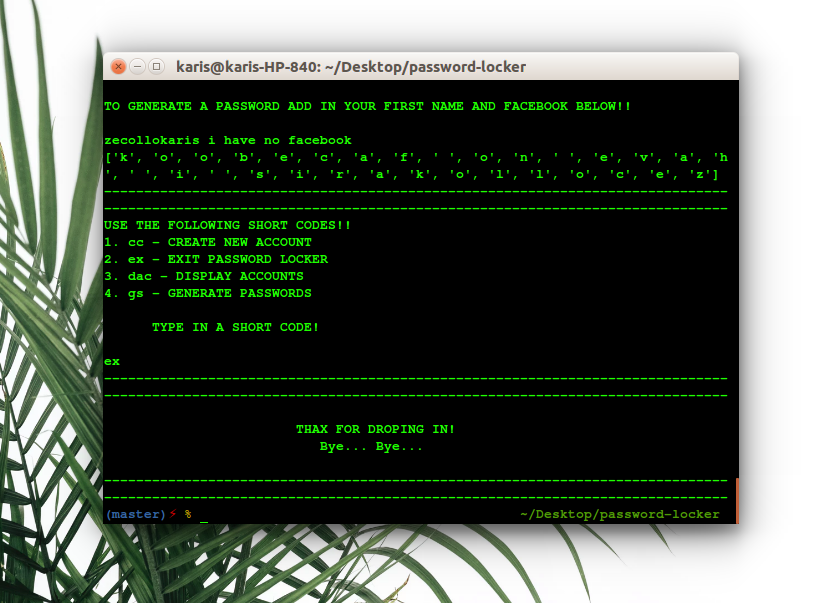 karis@karis-HP-840: ~/Desktop/password-locker
TO GENERATE A PASSWORD ADD IN YOUR FIRST NAME AND FACEBOOK BELOW!!
zecollokaris i have no facebook
['k', 'o', 'o', 'b', 'e', 'c', 'a', 'f', ' ', 'o', 'n', ' ', 'e', 'v', 'a', 'h
', ' ', 'i', ' ', 's', 'i', 'r', 'a', 'k', 'o', 'l', 'l', 'o', 'c', 'e', 'z']
------------------------------------------------------------------------------
------------------------------------------------------------------------------
USE THE FOLLOWING SHORT CODES!!
1. cc - CREATE NEW ACCOUNT
2. ex - EXIT PASSWORD LOCKER
3. dac - DISPLAY ACCOUNTS
4. gs - GENERATE PASSWORDS
TYPE IN A SHORT CODE!
ex
------------------------------------------------------------------------------
------------------------------------------------------------------------------
THAX FOR DROPING IN!
Bye... Bye...
------------------------------------------------------------------------------
------------------------------------------------------------------------------
(master)⚡ % _ ~/Desktop/password-locker